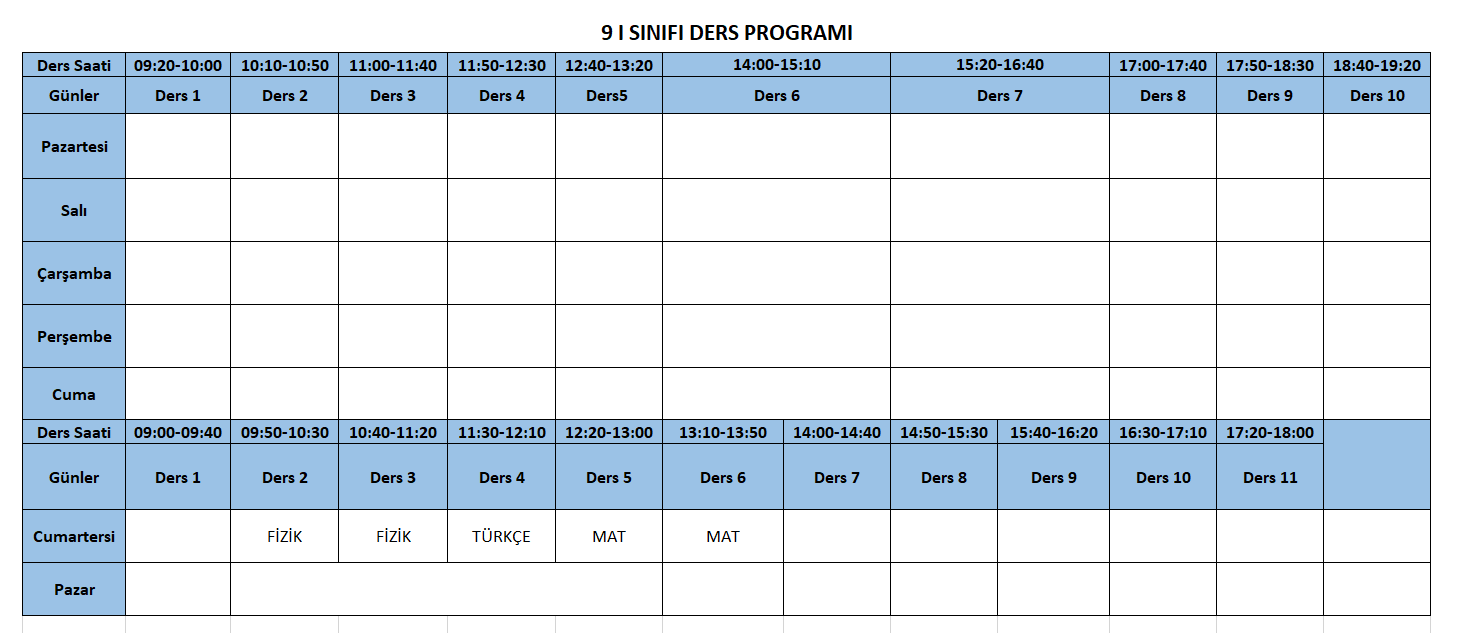 9 I SINIFI DERS PROGRAMI
Ders Saati 09:20-10:00 10:10-10:50 11:00-11:40 11:50-12:30 12:40-13:20 14:00-15:10 15:20-16:40 17:00-17:40 17:50-18:30 18:40-19:20
Günler Ders 1 Ders 2 Ders 3 Ders 4 Ders5 Ders 6 Ders 7 Ders 8 Ders 9 Ders 10
Pazartesi
Salı
Çarşamba
Perşembe
Cuma
Ders Saati 09:00-09:40 09:50-10:30 10:40-11:20 11:30-12:10 12:20-13:00 13:10-13:50 14:00-14:40 14:50-15:30 15:40-16:20 16:30-17:10 17:20-18:00
Günler Ders 1 Ders 2 Ders 3 Ders 4 Ders 5 Ders 6 Ders 7 Ders 8 Ders 9 Ders 10 Ders 11
Cumartersi FİZİK FİZİK TÜRKÇE MAT MAT
Pazar